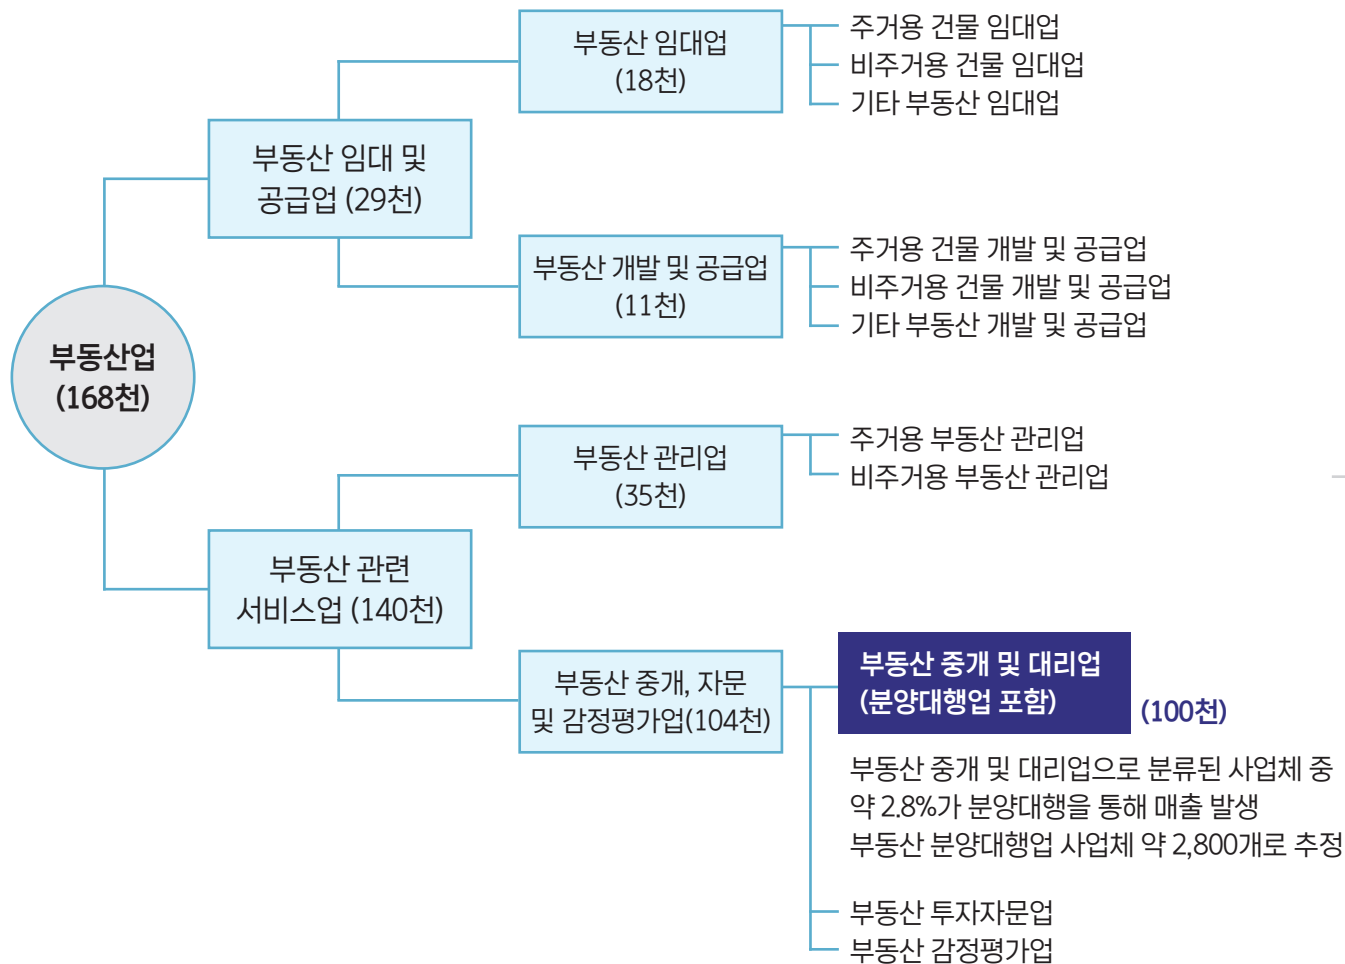 부동산업
(168천)
부동산 임대 및
공급업 (29천)
부동산 임대업
(18천)
주거용 건물 임대업
비주거용 건물 임대업
기타 부동산 임대업
부동산 개발 및 공급업
(11천)
주거용 건물 개발 및 공급업
비주거용 건물 개발 및 공급업
기타 부동산 개발 및 공급업
부동산 관련
서비스업 (140천)
부동산 관리업
(35천)
주거용 부동산 관리업
비주거용 부동산 관리업
부동산 중개, 자문
및 감정평가업(104천)
부동산 중개 및 대리업
(분양대행업 포함)
(100천)
부동산 중개 및 대리업으로 분류된 사업체 중
약 2.8%가 분양대행을 통해 매출 발생
부동산 분양대행업 사업체 약 2,800개로 추정
부동산 투자자문업
부동산 감정평가업